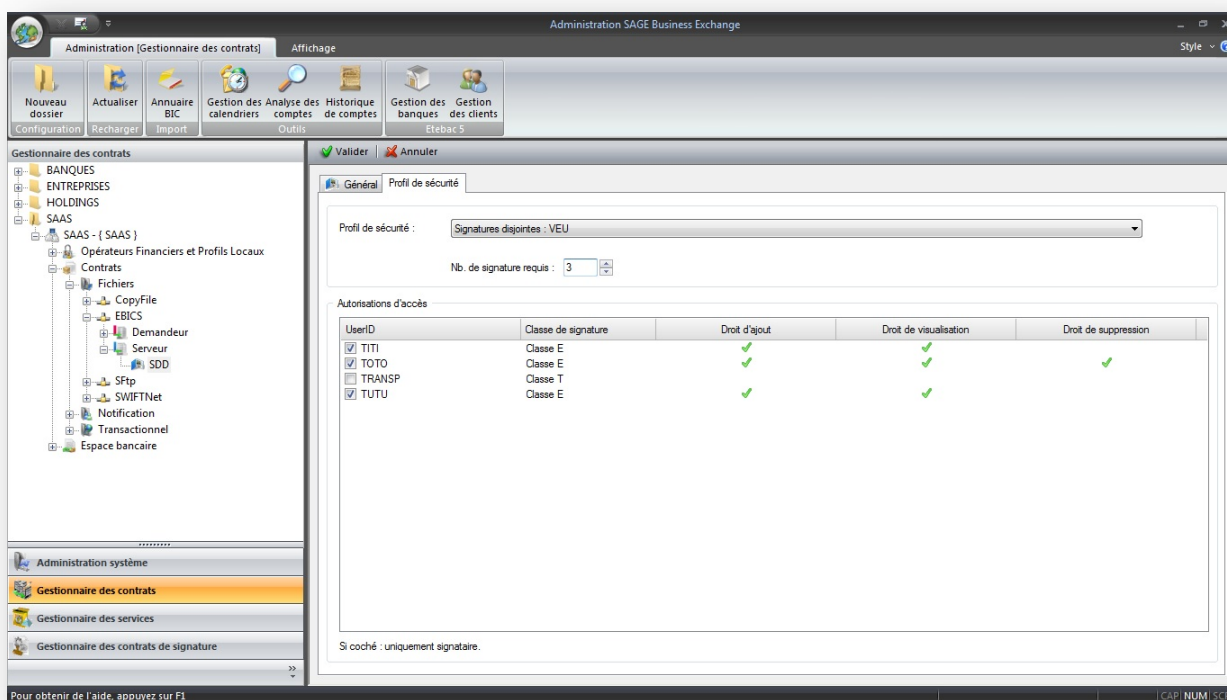 Administration SAGE Business Exchange
Administration [Gestionnaire des contrats] Affichage Style
Nouveau dossier Actualiser Annuaire BIC Gestion des calendriers Analyse des comptes Historique de comptes Gestion des banques Gestion des clients
Configuration Recharger Import Outils Etebac 5
Gestionnaire des contrats
BANQUES
ENTREPRISES
HOLDINGS
SAAS
SAAS - { SAAS }
Opérateurs Financiers et Profils Locaux
Contrats
Fichiers
CopyFile
EBICS
Demandeur
Serveur
SDD
SFtp
SWIFTNet
Notification
Transactionnel
Espace bancaire
Administration système
Gestionnaire des contrats
Gestionnaire des services
Gestionnaire des contrats de signature
Valider Annuler
Général Profil de sécurité
Profil de sécurité : Signatures disjointes : VEU
Nb. de signature requis : 3
Autorisations d'accès
UserID Classe de signature Droit d'ajout Droit de visualisation Droit de suppression
TITI Classe E
TOTO Classe E
TRANSP Classe T
TUTU Classe E
Si coché : uniquement signataire.
Pour obtenir de l'aide, appuyez sur F1 CAP NUM SC